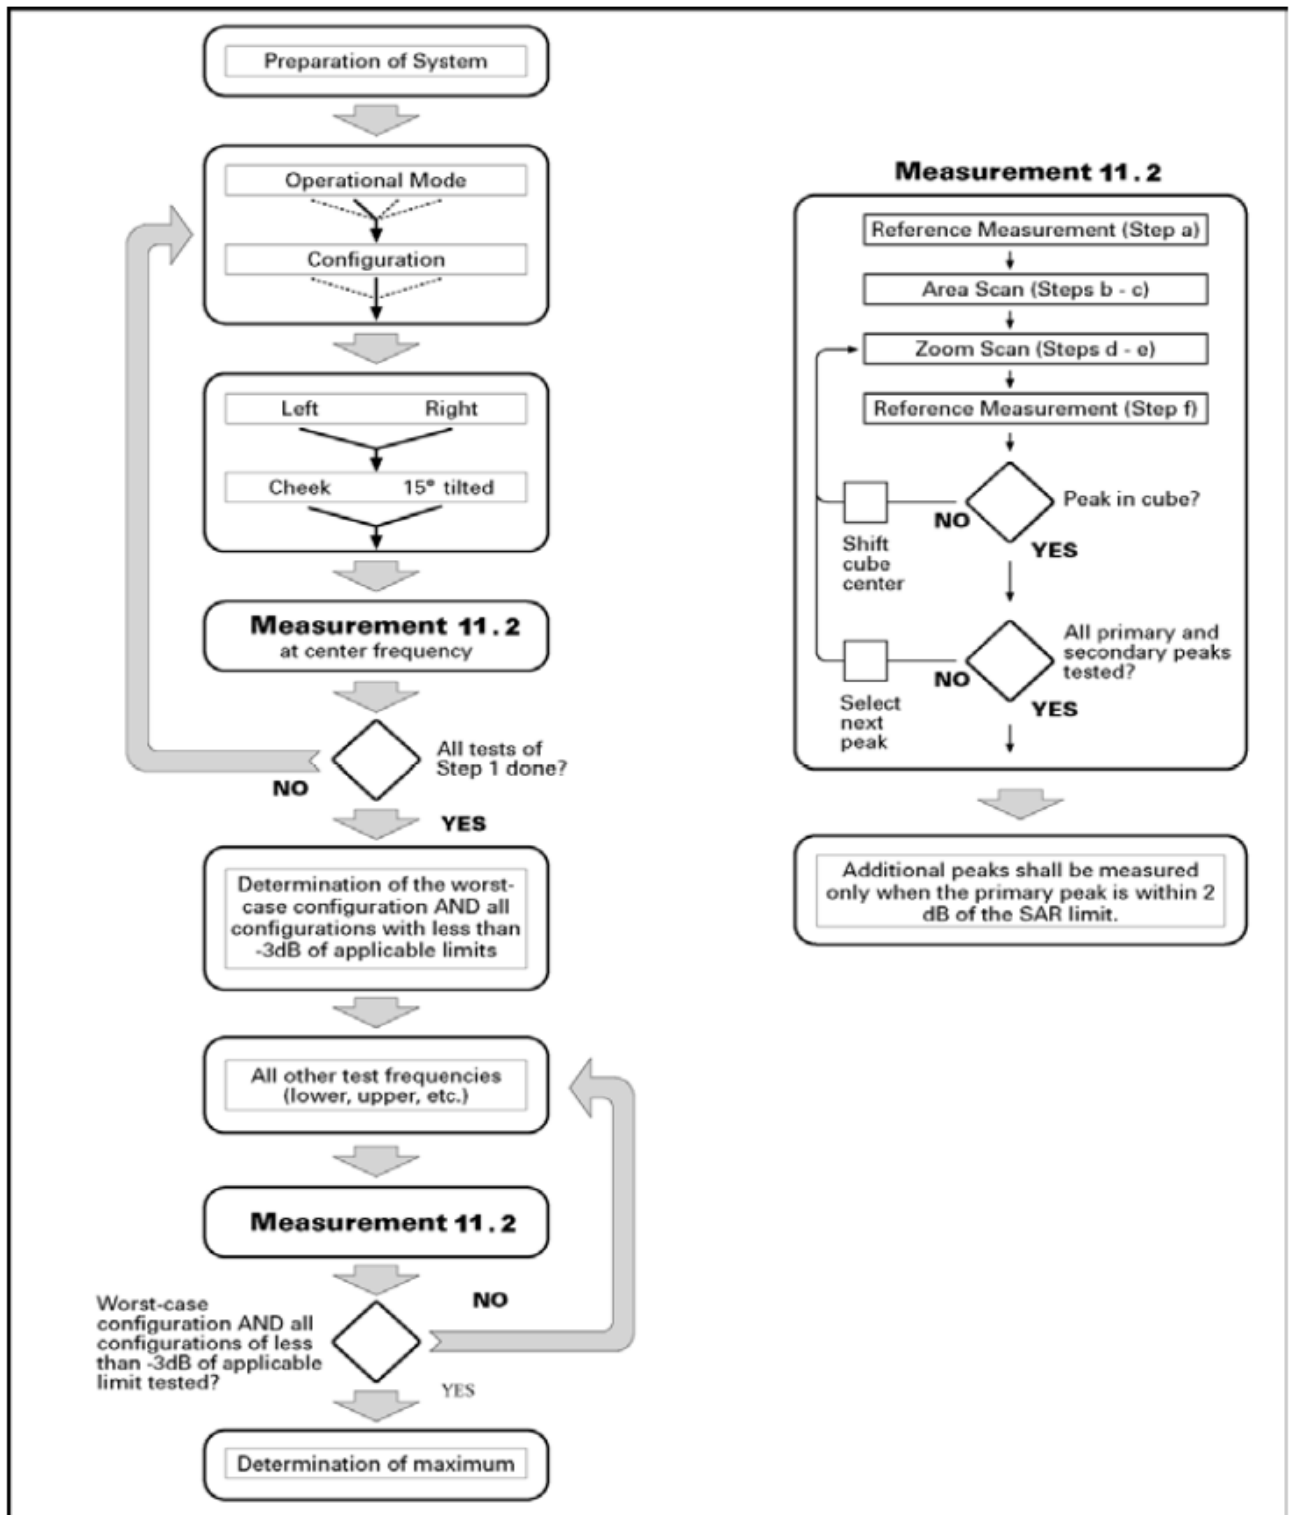 Preparation of System
Operational Mode
Configuration
Left Right
Cheek 15° tilted
Measurement 11.2
at center frequency
All tests of
Step 1 done?
NO
YES
Determination of the worst-
case configuration AND all
configurations with less than
-3dB of applicable limits
All other test frequencies
(lower, upper, etc.)
Measurement 11.2
NO
Worst-case
configuration AND all
configurations of less
than -3dB of applicable
limit tested?
YES
Determination of maximum
Measurement 11.2
Reference Measurement (Step a)
Area Scan (Steps b - c)
Zoom Scan (Steps d - e)
Reference Measurement (Step f)
Peak in cube?
NO
Shift
cube
center
YES
All primary and
secondary peaks
tested?
NO
Select
next
peak
YES
Additional peaks shall be measured
only when the primary peak is within 2
dB of the SAR limit.